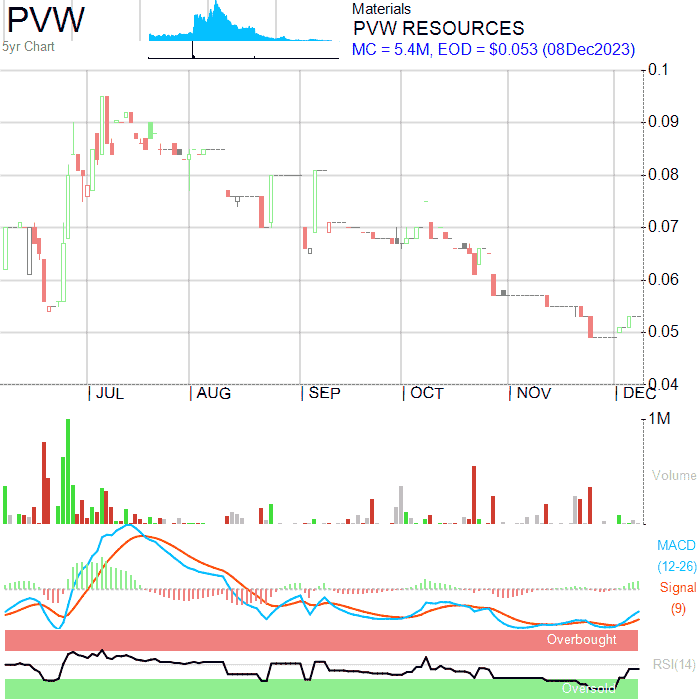 PVW
5yr Chart
Materials
PVW RESOURCES
MC = 5.4M, EOD = $0.053 (08Dec2023)
0.1
0.09
0.08
0.07
0.06
0.05
0.04
JUL AUG SEP OCT NOV DEC
1M
Volume
MACD
(12-26)
Signal
(9)
Overbought
RSI(14)
Oversold